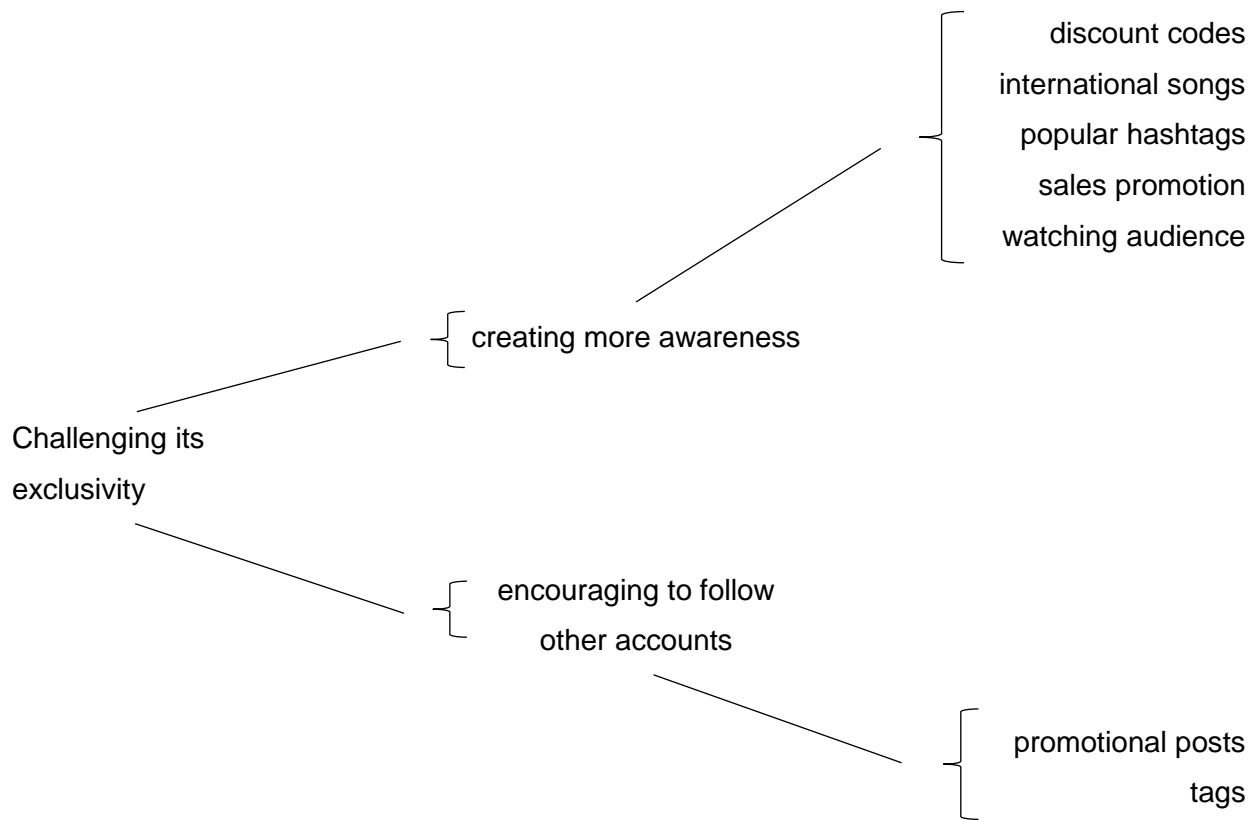 discount codes
international songs
popular hashtags
sales promotion
watching audience
creating more awareness
Challenging its
exclusivity
encouraging to follow
other accounts
promotional posts
tags